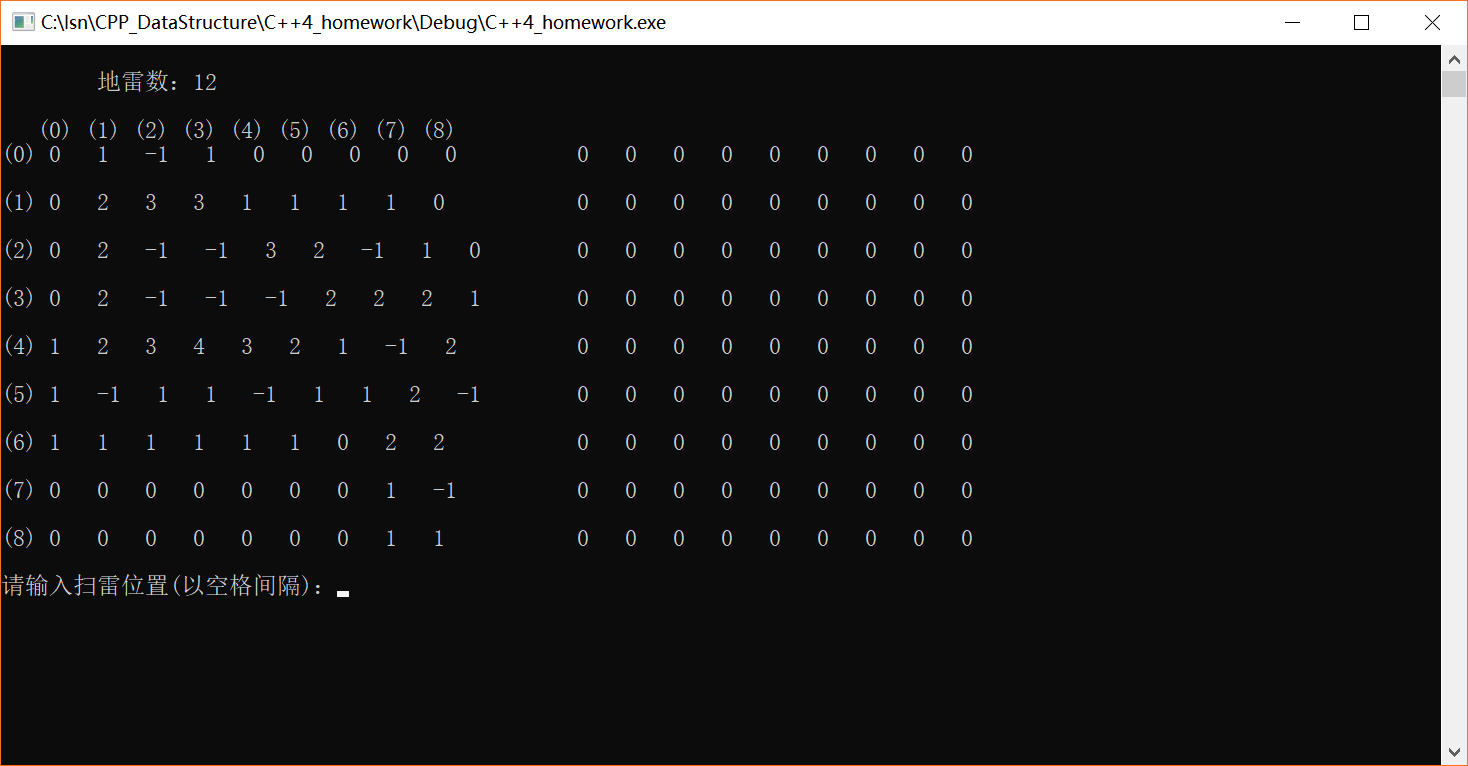 C:\lsn\CPP_DataStructure\C++4_homework\Debug\C++4_homework.exe
地雷数：12
(0) (1) (2) (3) (4) (5) (6) (7) (8)
(0) 0 1 -1 1 0 0 0 0 0 0 0 0 0 0 0 0 0 0
(1) 0 2 3 3 1 1 1 1 0 0 0 0 0 0 0 0 0 0
(2) 0 2 -1 -1 3 2 -1 1 0 0 0 0 0 0 0 0 0 0
(3) 0 2 -1 -1 -1 2 2 2 1 0 0 0 0 0 0 0 0 0
(4) 1 2 3 4 3 2 1 -1 2 0 0 0 0 0 0 0 0 0
(5) 1 -1 1 1 -1 1 1 2 -1 0 0 0 0 0 0 0 0 0
(6) 1 1 1 1 1 1 0 2 2 0 0 0 0 0 0 0 0 0
(7) 0 0 0 0 0 0 0 1 -1 0 0 0 0 0 0 0 0 0
(8) 0 0 0 0 0 0 0 1 1 0 0 0 0 0 0 0 0 0
请输入扫雷位置(以空格间隔)：